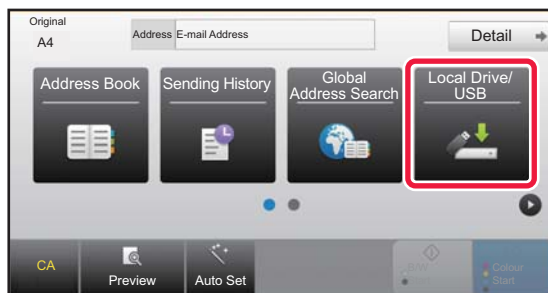 Original
A4
Address E-mail Address
Detail
Address Book
Sending History
Global
Address Search
Local Drive/
USB
CA
Preview
Auto Set
B/W
Start
Colour
Start